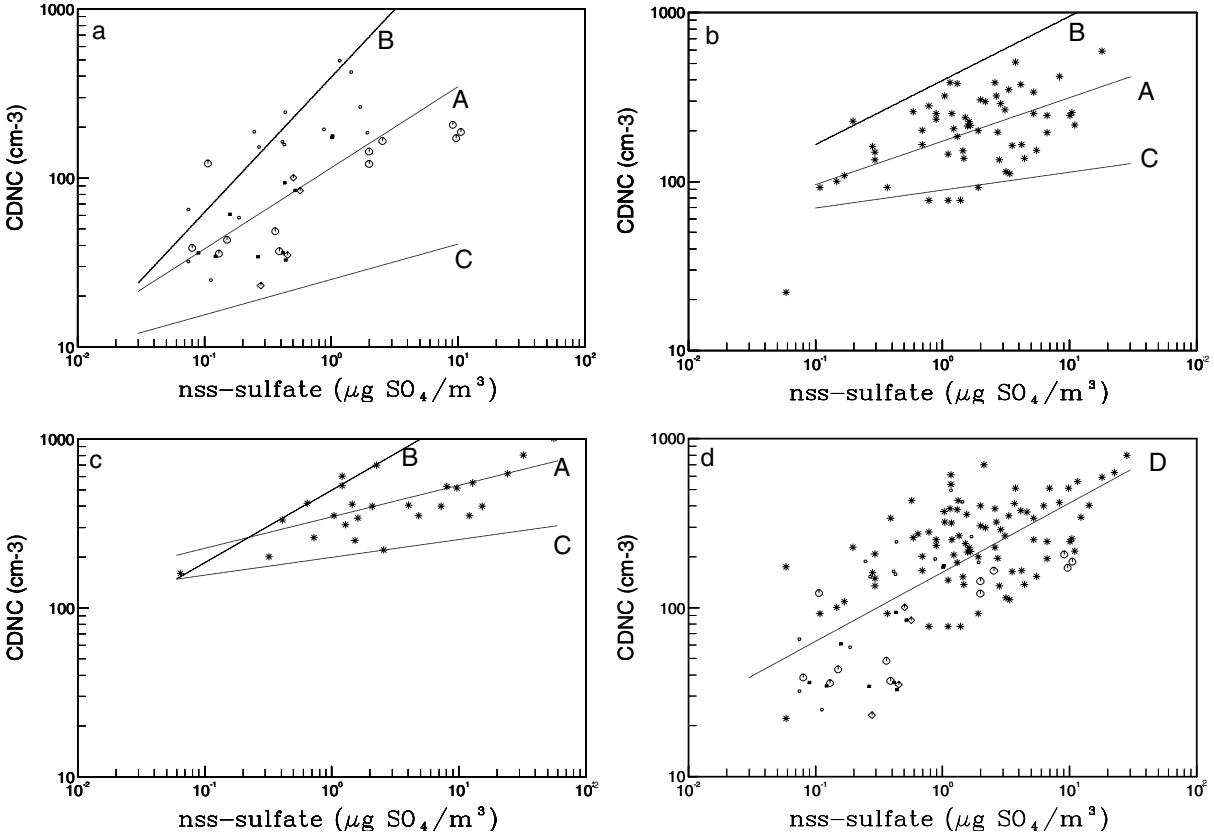 1000
a
B
A
C
100
10
CDNC (cm-3)
10⁻² 10⁻¹ 10⁰ 10¹ 10²
nss-sulfate (μg SO₄/m³)
1000
b
B
A
C
100
10
CDNC (cm-3)
10⁻² 10⁻¹ 10⁰ 10¹ 10²
nss-sulfate (μg SO₄/m³)
1000
c
B
A
C
100
10
CDNC (cm-3)
10⁻² 10⁻¹ 10⁰ 10¹ 10²
nss-sulfate (μg SO₄/m³)
1000
d
D
100
10
CDNC (cm-3)
10⁻² 10⁻¹ 10⁰ 10¹ 10²
nss-sulfate (μg SO₄/m³)